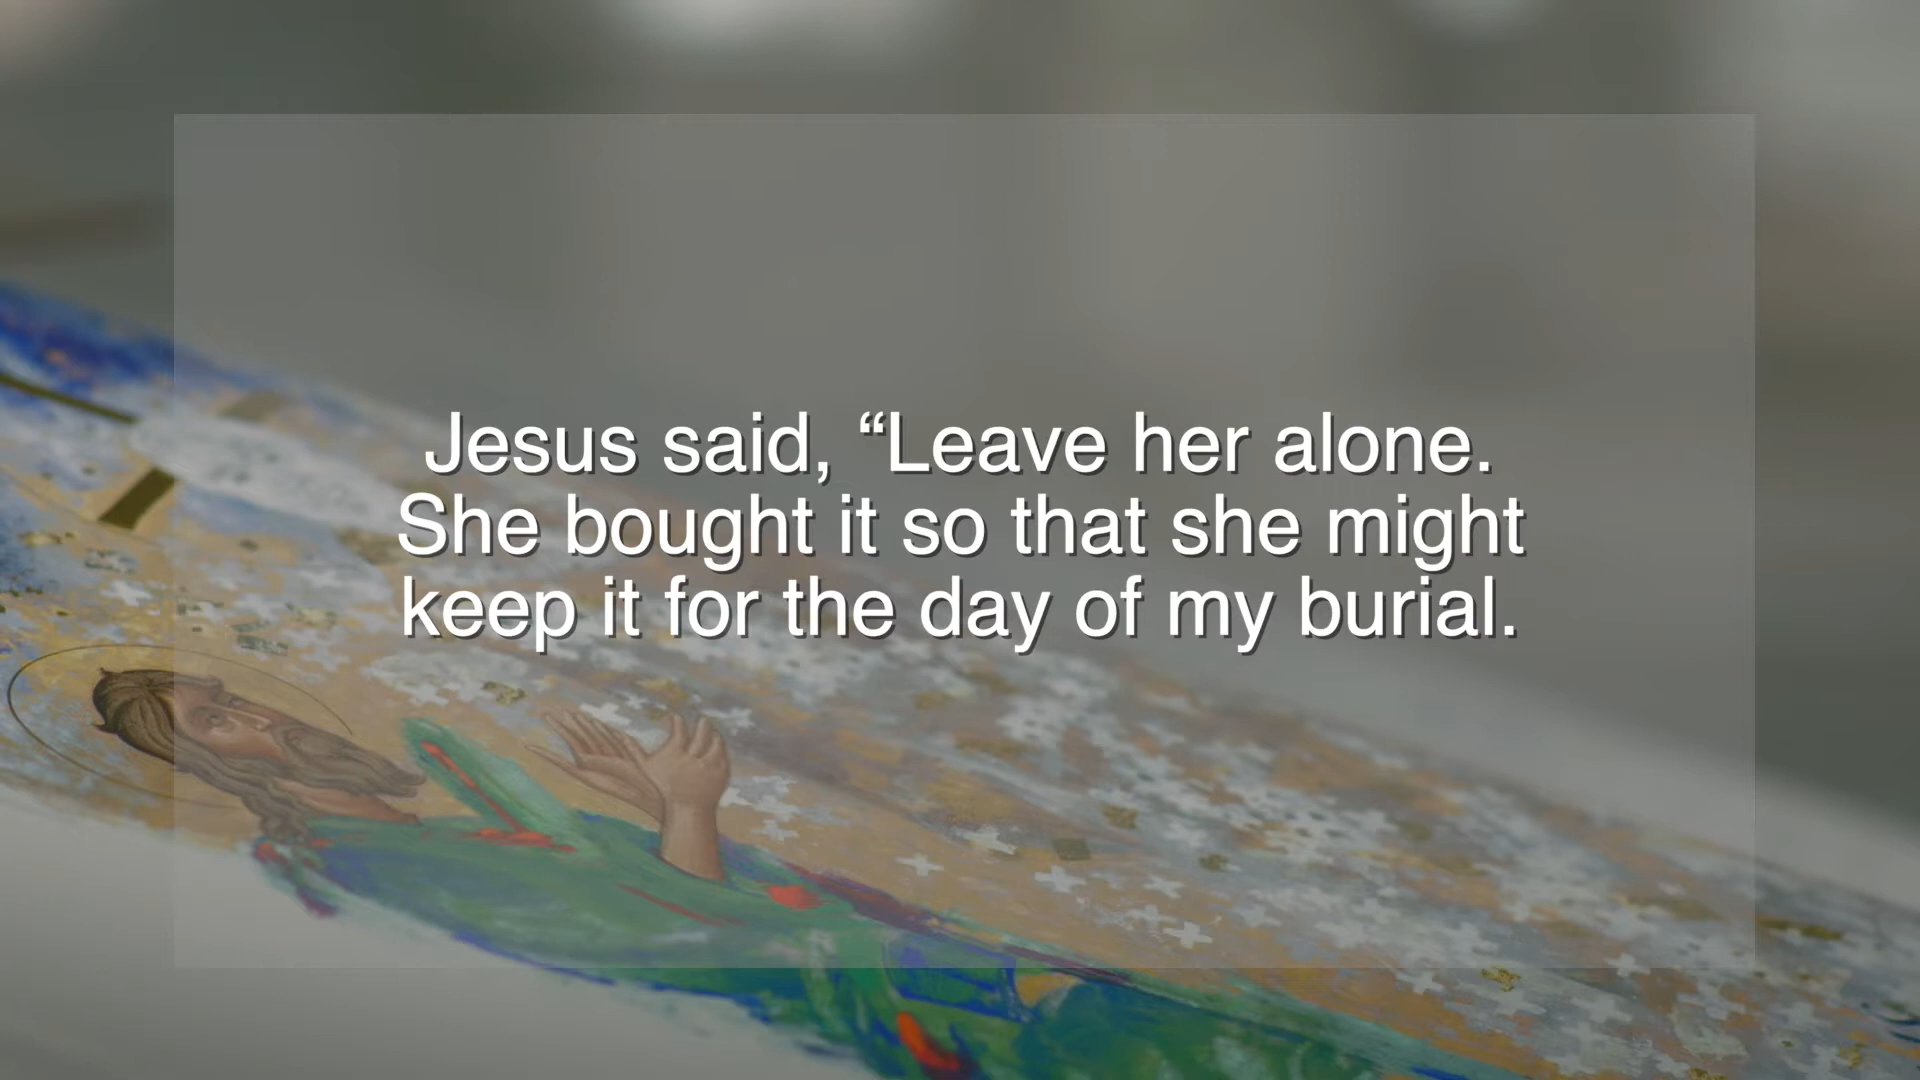 Jesus said, “Leave her alone.
She bought it so that she might
keep it for the day of my burial.